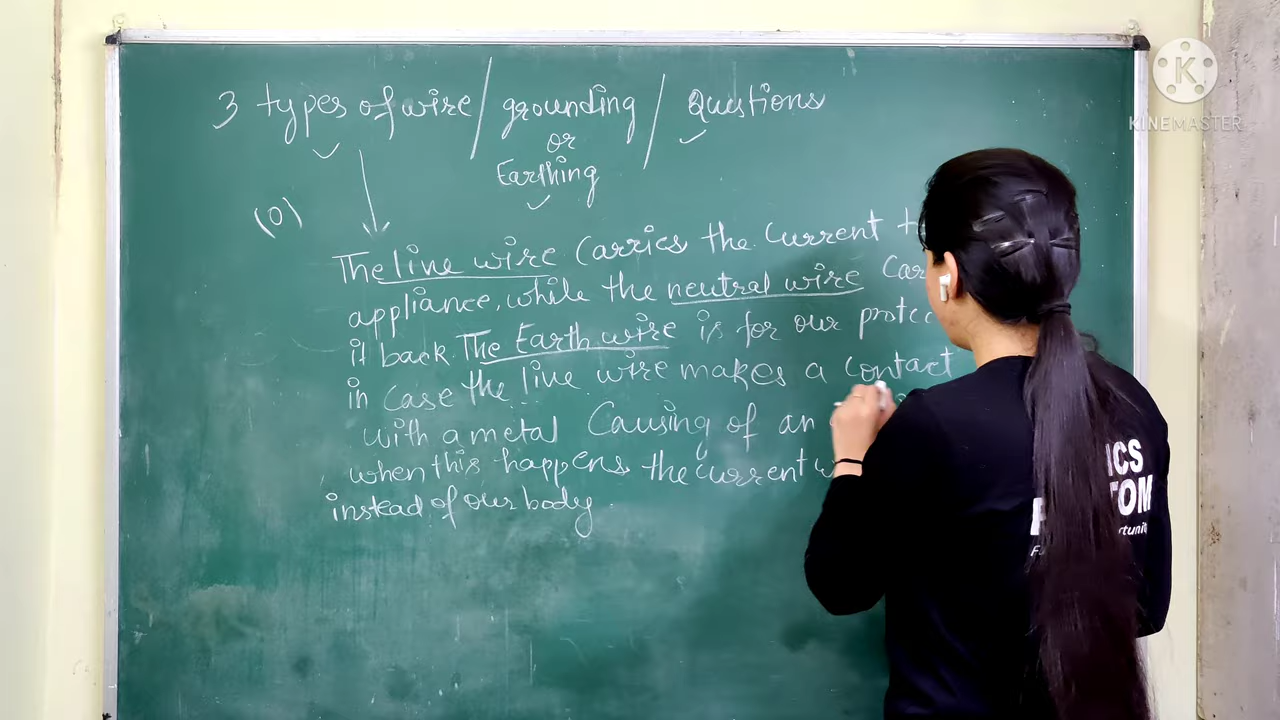 3 types of wire / grounding / Questions
or
Earthing
(0)
The line wire carries the current
appliance, while the neutral wire
it back. The Earth wire is for our
in case the line wire makes a contact
with a metal Causing of an
when this happens the current
instead of our body.
KINEMASTER
ICS
TOM